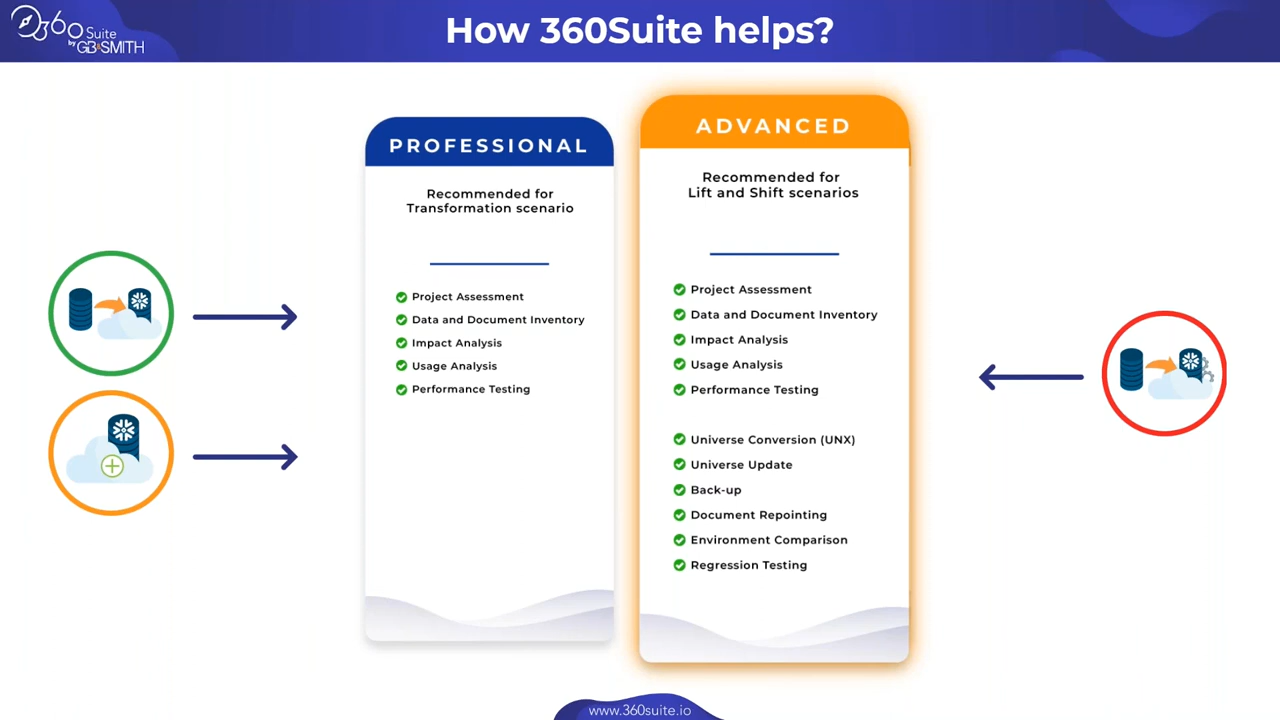 360 Suite
by GB&SMITH
How 360Suite helps?
PROFESSIONAL
Recommended for
Transformation scenario
Project Assessment
Data and Document Inventory
Impact Analysis
Usage Analysis
Performance Testing
ADVANCED
Recommended for
Lift and Shift scenarios
Project Assessment
Data and Document Inventory
Impact Analysis
Usage Analysis
Performance Testing
Universe Conversion (UNX)
Universe Update
Back-up
Document Repointing
Environment Comparison
Regression Testing
www.360suite.io